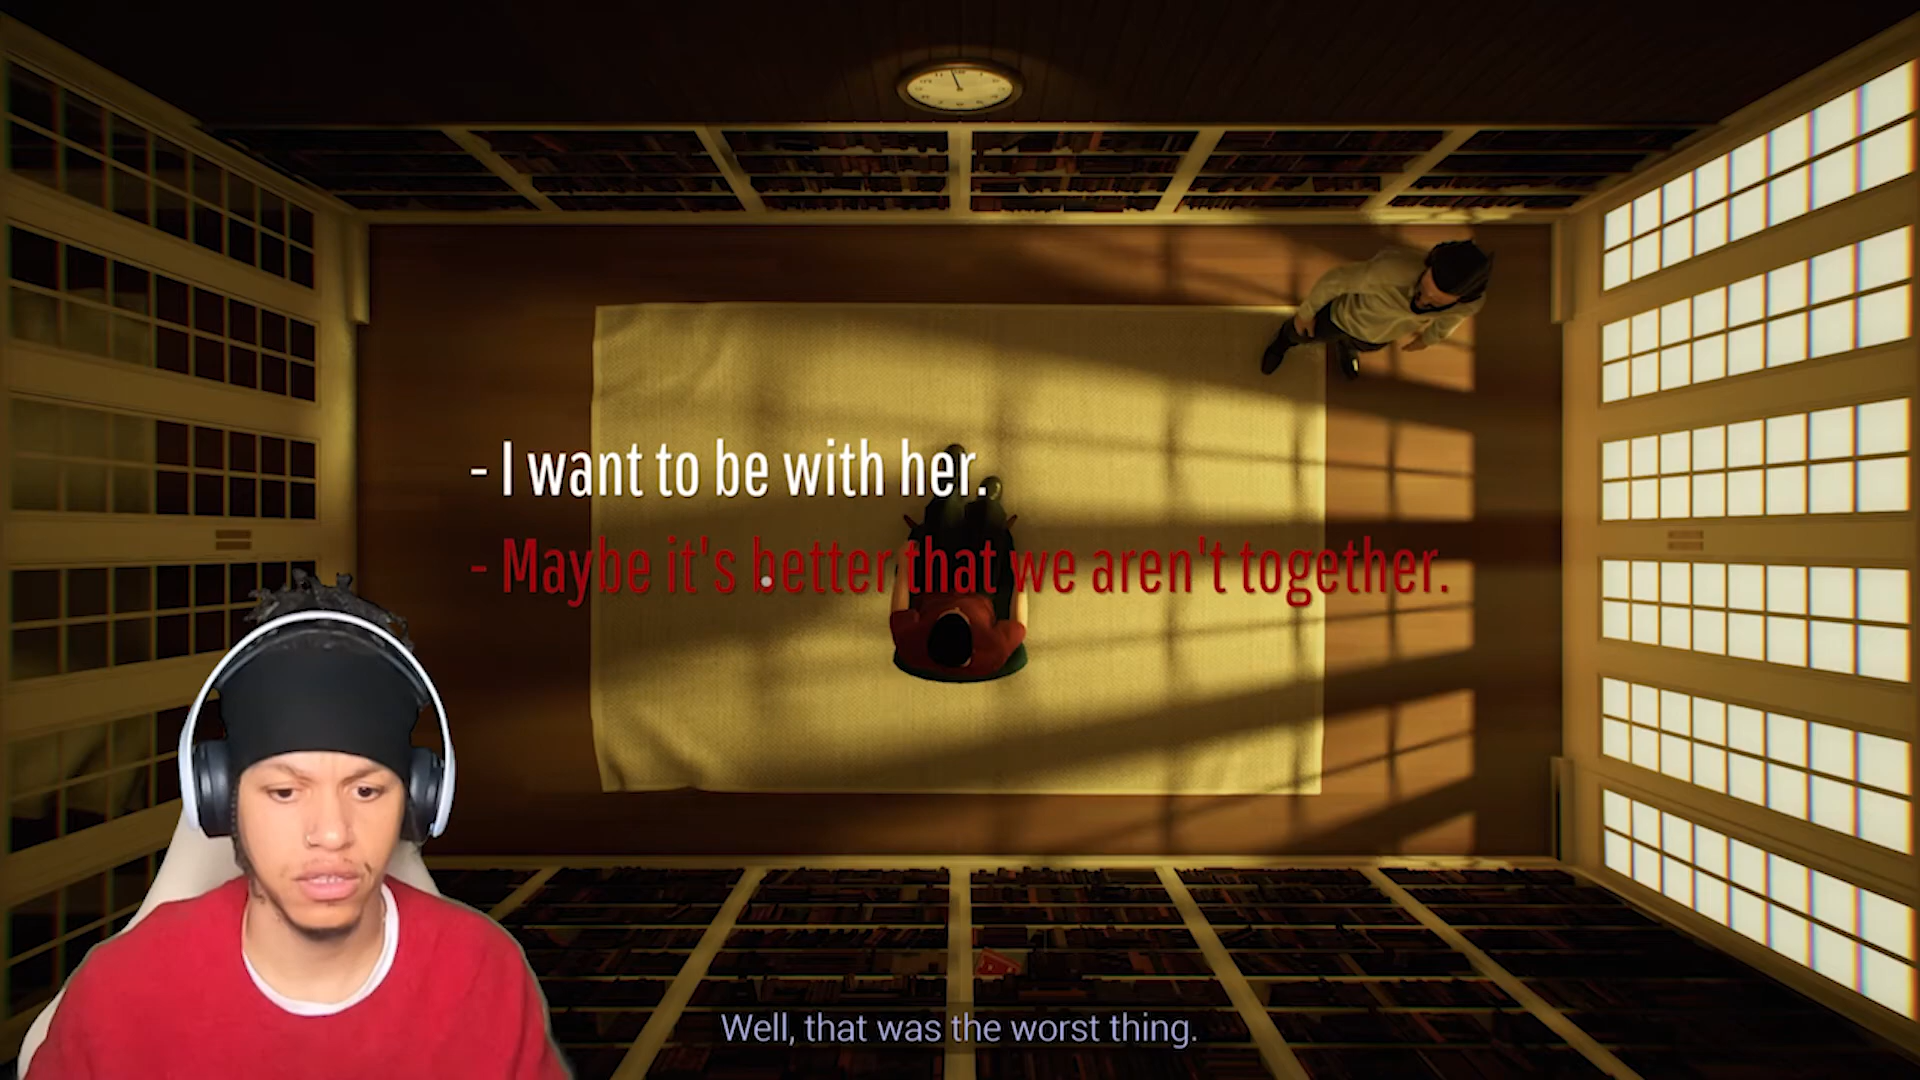 - I want to be with her.
- Maybe it's better that we aren't together.
Well, that was the worst thing.